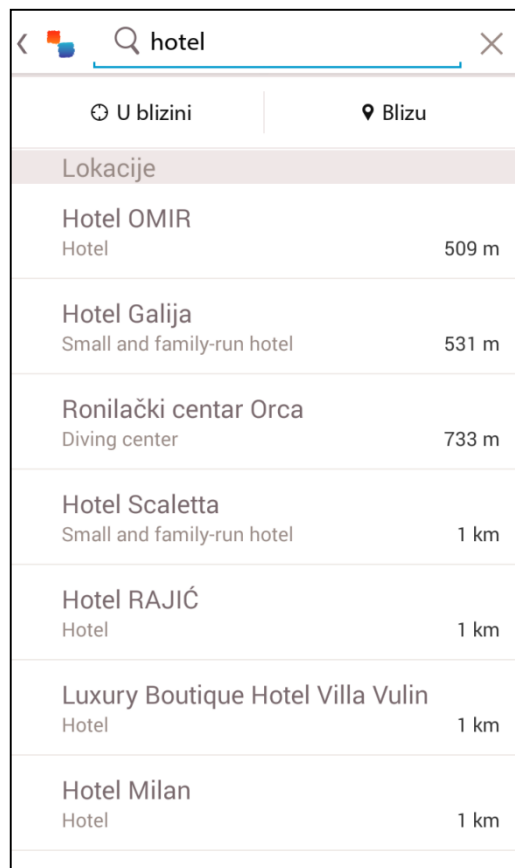 hotel
U blizini
Blizu
Lokacije
Hotel OMIR
Hotel
509 m
Hotel Galija
Small and family-run hotel
531 m
Ronilački centar Orca
Diving center
733 m
Hotel Scaletta
Small and family-run hotel
1 km
Hotel RAJIĆ
Hotel
1 km
Luxury Boutique Hotel Villa Vulin
Hotel
1 km
Hotel Milan
Hotel
1 km